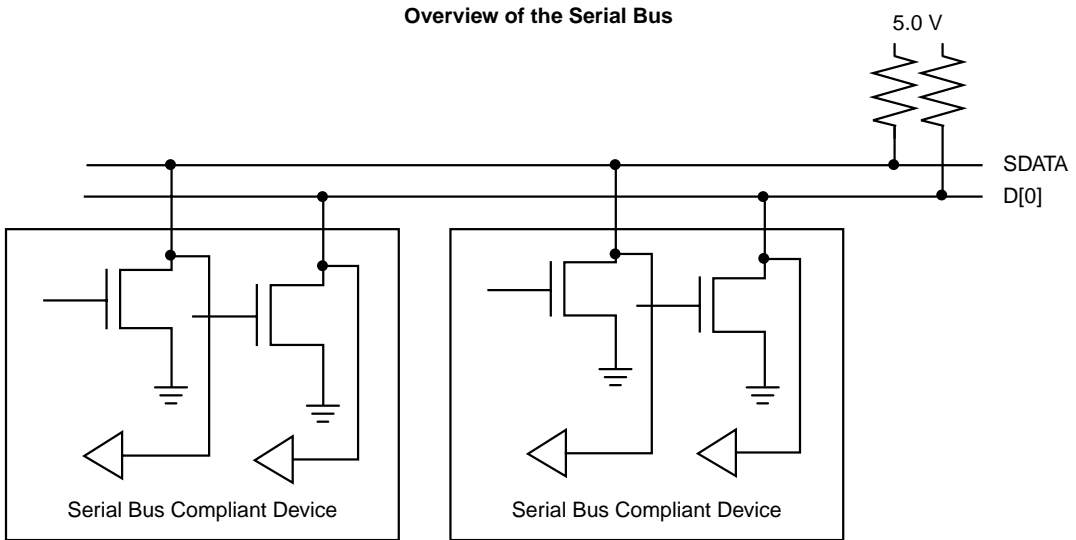 Overview of the Serial Bus
5.0 V
SDATA
D[0]
Serial Bus Compliant Device
Serial Bus Compliant Device